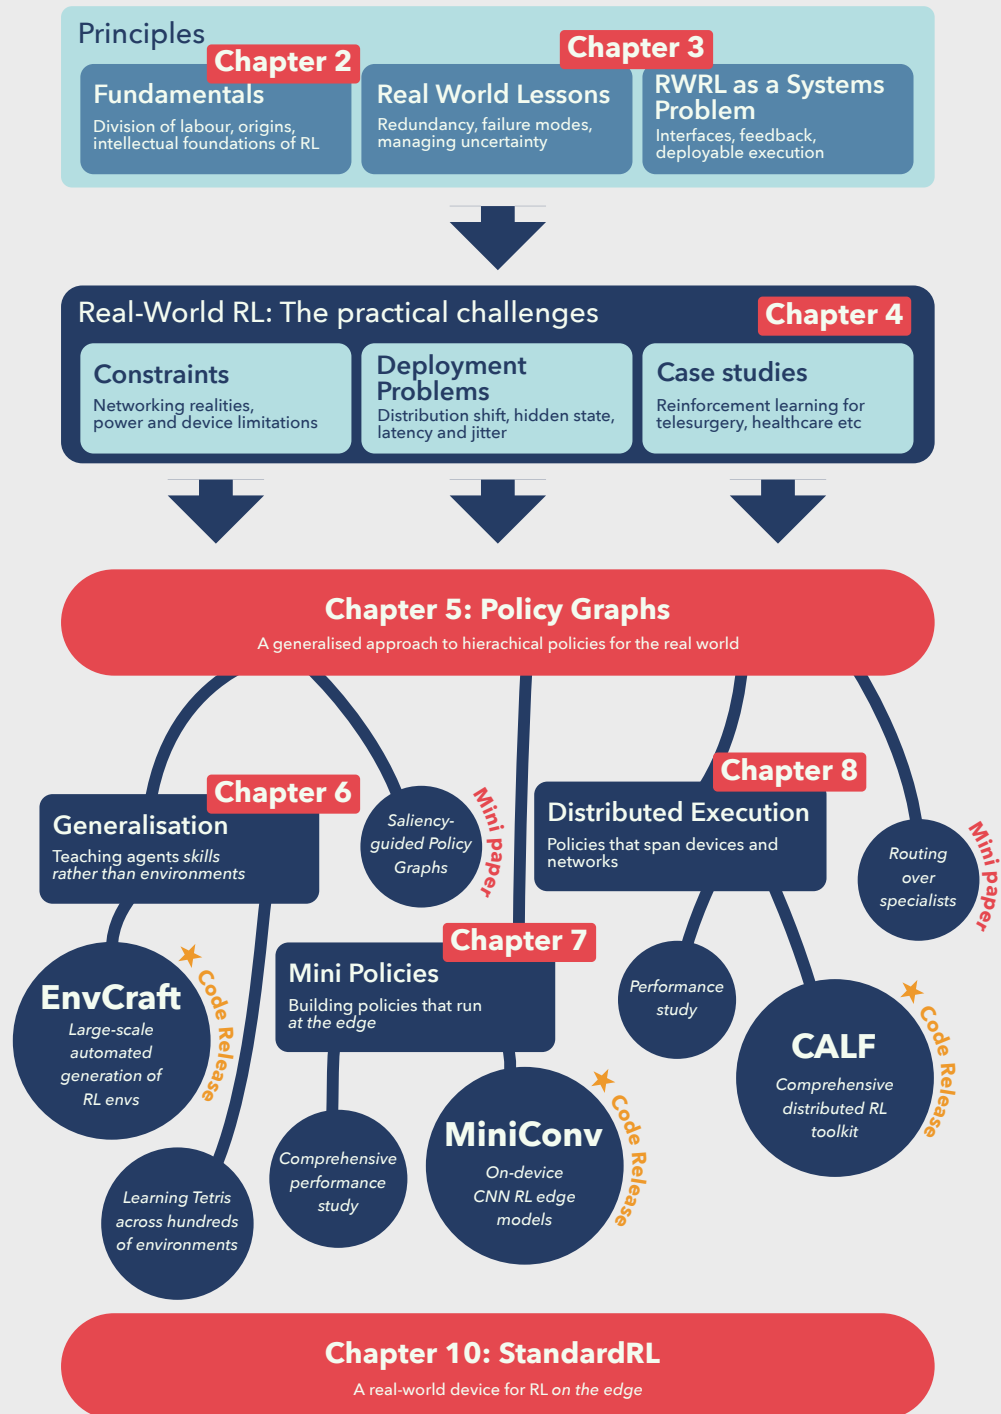 Principles
Chapter 2
Chapter 3
Fundamentals
Division of labour, origins,
intellectual foundations of RL
Real World Lessons
Redundancy, failure modes,
managing uncertainty
RWRL as a Systems
Problem
Interfaces, feedback,
deployable execution
Real-World RL: The practical challenges
Chapter 4
Constraints
Networking realities,
power and device limitations
Deployment
Problems
Distribution shift, hidden state,
latency and jitter
Case studies
Reinforcement learning for
telesurgery, healthcare etc
Chapter 5: Policy Graphs
A generalised approach to hierachical policies for the real world
Chapter 6
Generalisation
Teaching agents skills
rather than environments
Saliency-
guided Policy
Graphs
Mini paper
Chapter 8
Distributed Execution
Policies that span devices and
networks
Routing
over
specialists
Mini paper
EnvCraft
Large-scale
automated
generation of
RL envs
Code Release
Learning Tetris
across hundreds
of environments
Chapter 7
Mini Policies
Building policies that run
at the edge
Comprehensive
performance
study
MiniConv
On-device
CNN RL edge
models
Code Release
Performance
study
CALF
Comprehensive
distributed RL
toolkit
Code Release
Chapter 10: StandardRL
A real-world device for RL on the edge